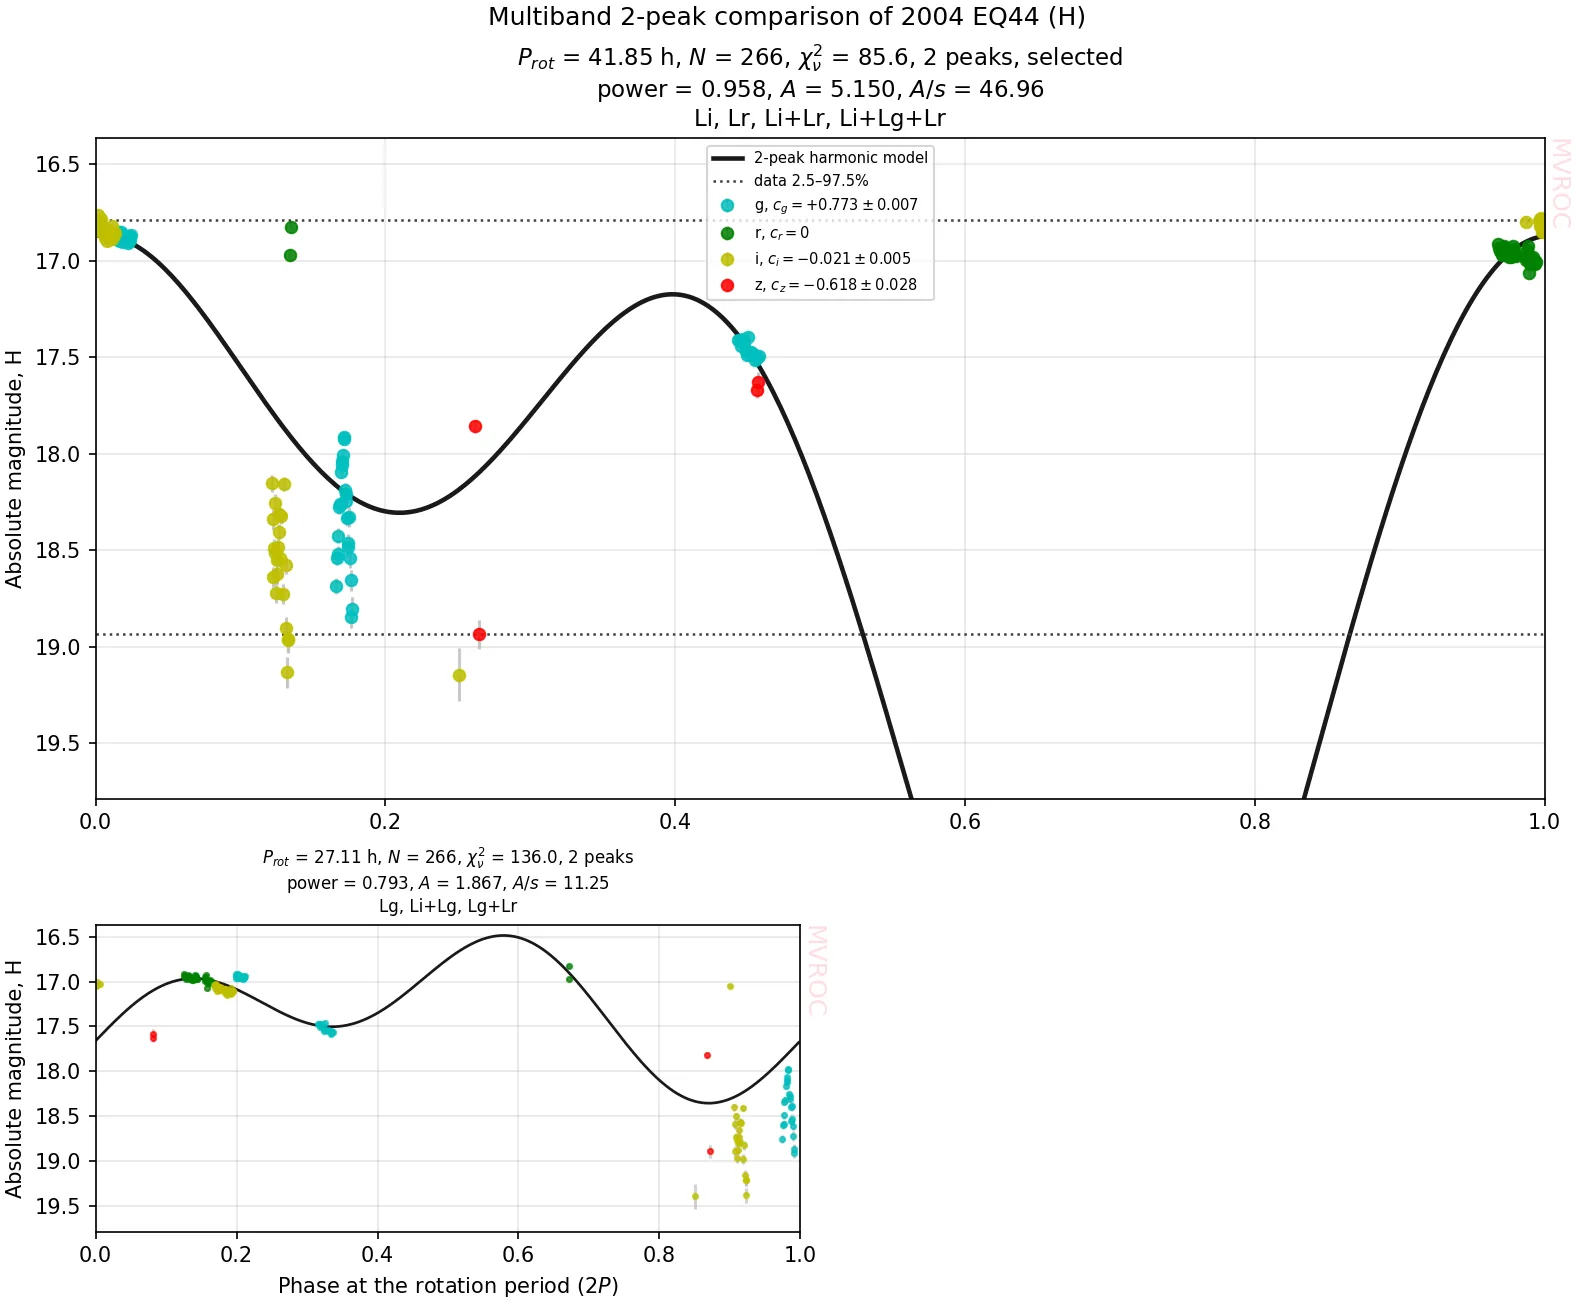 Multiband 2-peak comparison of 2004 EQ44 (H)
P_rot = 41.85 h, N = 266, χ²_ν = 85.6, 2 peaks, selected
power = 0.958, A = 5.150, A/s = 46.96
Li, Lr, Li+Lr, Li+Lg+Lr
2-peak harmonic model
data 2.5–97.5%
g, c_g = +0.773 ± 0.007
r, c_r = 0
i, c_i = −0.021 ± 0.005
z, c_z = −0.618 ± 0.028
MVROC
Absolute magnitude, H
16.5
17.0
17.5
18.0
18.5
19.0
19.5
0.0 0.2 0.4 0.6 0.8 1.0
P_rot = 27.11 h, N = 266, χ²_ν = 136.0, 2 peaks
power = 0.793, A = 1.867, A/s = 11.25
Lg, Li+Lg, Lg+Lr
MVROC
Absolute magnitude, H
16.5
17.0
17.5
18.0
18.5
19.0
19.5
0.0 0.2 0.4 0.6 0.8 1.0
Phase at the rotation period (2P)